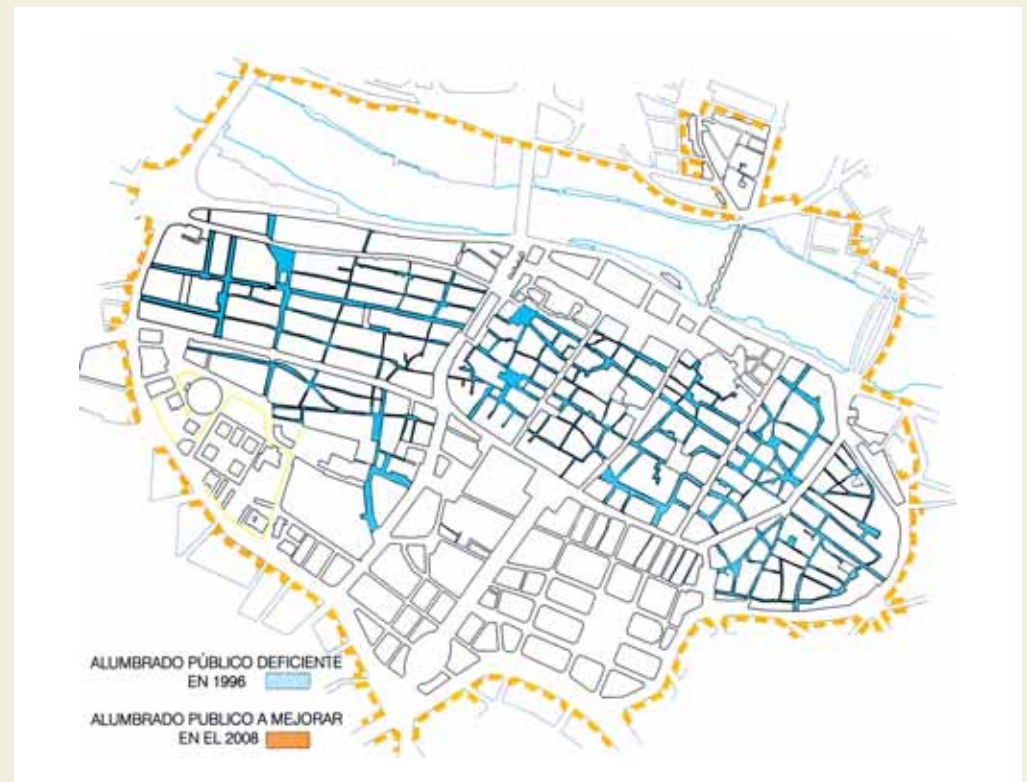 ALUMBRADO PÚBLICO DEFICIENTE
EN 1996
ALUMBRADO PUBLICO A MEJORAR
EN EL 2008